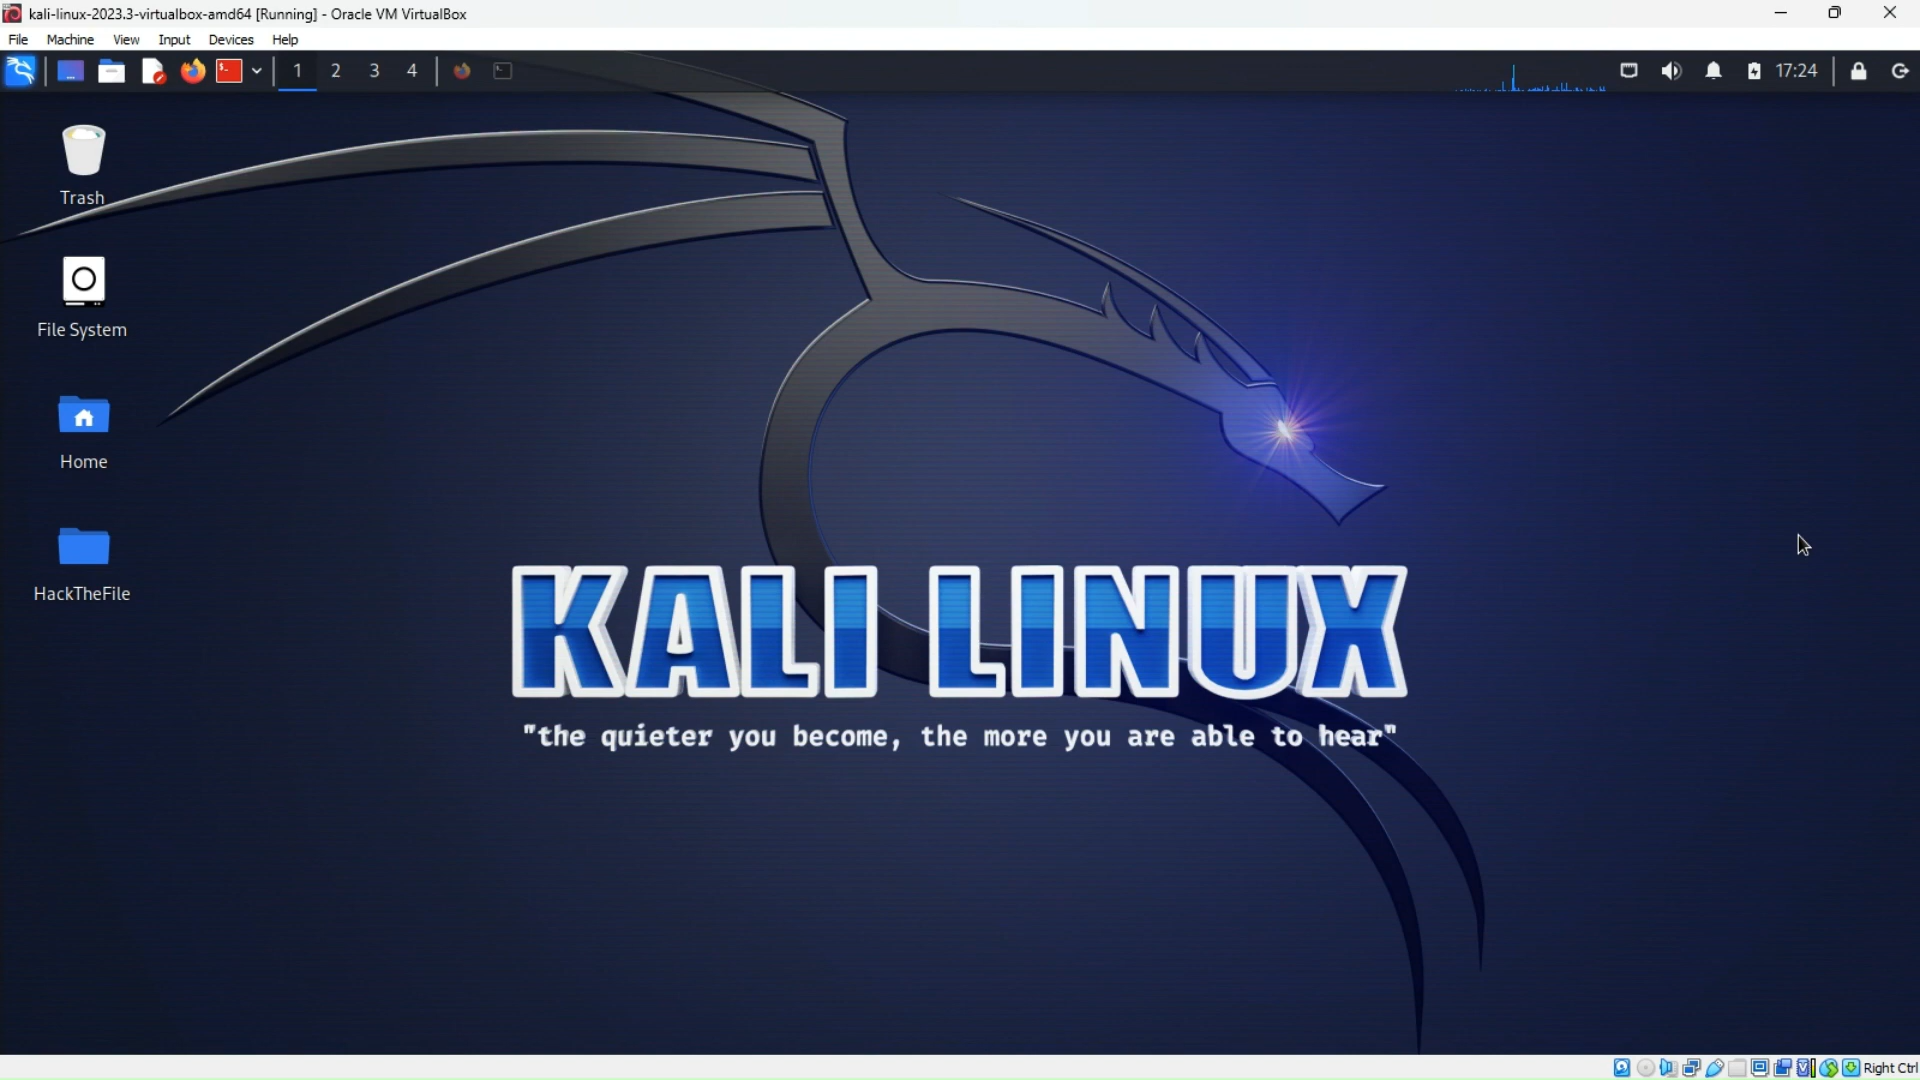 kali-linux-2023.3-virtualbox-amd64 [Running] - Oracle VM VirtualBox
File Machine View Input Devices Help
1 2 3 4 17:24
Trash
File System
Home
HackTheFile
KALI LINUX
"the quieter you become, the more you are able to hear"
Right Ctrl